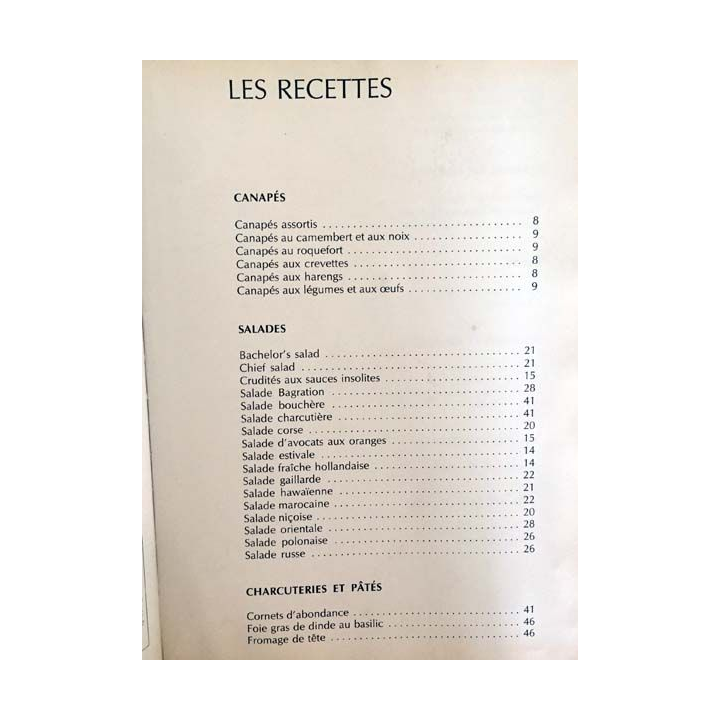 LES RECETTES
CANAPÉS
Canapés assortis . . . . . . . . . . . . . . . . . . . . . . . . . . . . . . . . 8
Canapés au camembert et aux noix . . . . . . . . . . . . . . . . . 9
Canapés au roquefort . . . . . . . . . . . . . . . . . . . . . . . . . . . . 9
Canapés aux crevettes . . . . . . . . . . . . . . . . . . . . . . . . . . . 8
Canapés aux harengs . . . . . . . . . . . . . . . . . . . . . . . . . . . . 8
Canapés aux légumes et aux œufs . . . . . . . . . . . . . . . . . . 9
SALADES
Bachelor's salad . . . . . . . . . . . . . . . . . . . . . . . . . . . . . . . 21
Chief salad . . . . . . . . . . . . . . . . . . . . . . . . . . . . . . . . . . . 21
Crudités aux sauces insolites . . . . . . . . . . . . . . . . . . . . . . 15
Salade Bagration . . . . . . . . . . . . . . . . . . . . . . . . . . . . . . . 28
Salade bouchère . . . . . . . . . . . . . . . . . . . . . . . . . . . . . . . 41
Salade charcutière . . . . . . . . . . . . . . . . . . . . . . . . . . . . . . 41
Salade corse . . . . . . . . . . . . . . . . . . . . . . . . . . . . . . . . . . 20
Salade d'avocats aux oranges . . . . . . . . . . . . . . . . . . . . . 15
Salade estivale . . . . . . . . . . . . . . . . . . . . . . . . . . . . . . . . 14
Salade fraîche hollandaise . . . . . . . . . . . . . . . . . . . . . . . . 14
Salade gaillarde . . . . . . . . . . . . . . . . . . . . . . . . . . . . . . . 22
Salade hawaïenne . . . . . . . . . . . . . . . . . . . . . . . . . . . . . 21
Salade marocaine . . . . . . . . . . . . . . . . . . . . . . . . . . . . . . 22
Salade niçoise . . . . . . . . . . . . . . . . . . . . . . . . . . . . . . . . 20
Salade orientale . . . . . . . . . . . . . . . . . . . . . . . . . . . . . . . 28
Salade polonaise . . . . . . . . . . . . . . . . . . . . . . . . . . . . . . 26
Salade russe . . . . . . . . . . . . . . . . . . . . . . . . . . . . . . . . . 26
CHARCUTERIES ET PÂTÉS
Cornets d'abondance . . . . . . . . . . . . . . . . . . . . . . . . . . . 41
Foie gras de dinde au basilic . . . . . . . . . . . . . . . . . . . . . 46
Fromage de tête . . . . . . . . . . . . . . . . . . . . . . . . . . . . . . 46